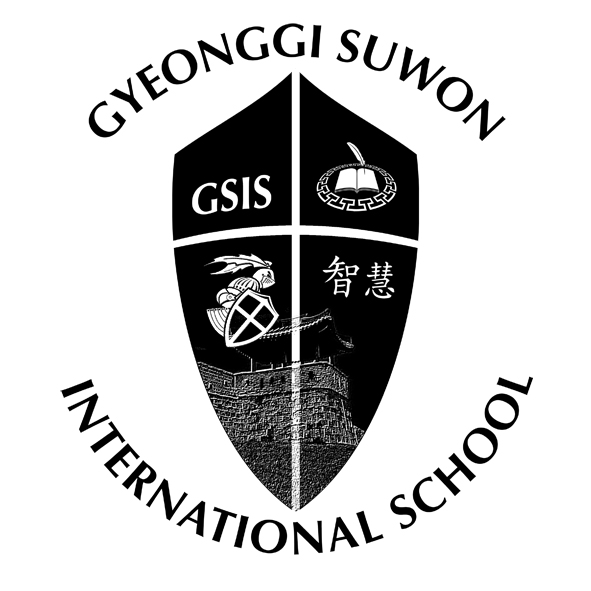 GYEONGGI SUWON
GSIS
智慧
INTERNATIONAL SCHOOL